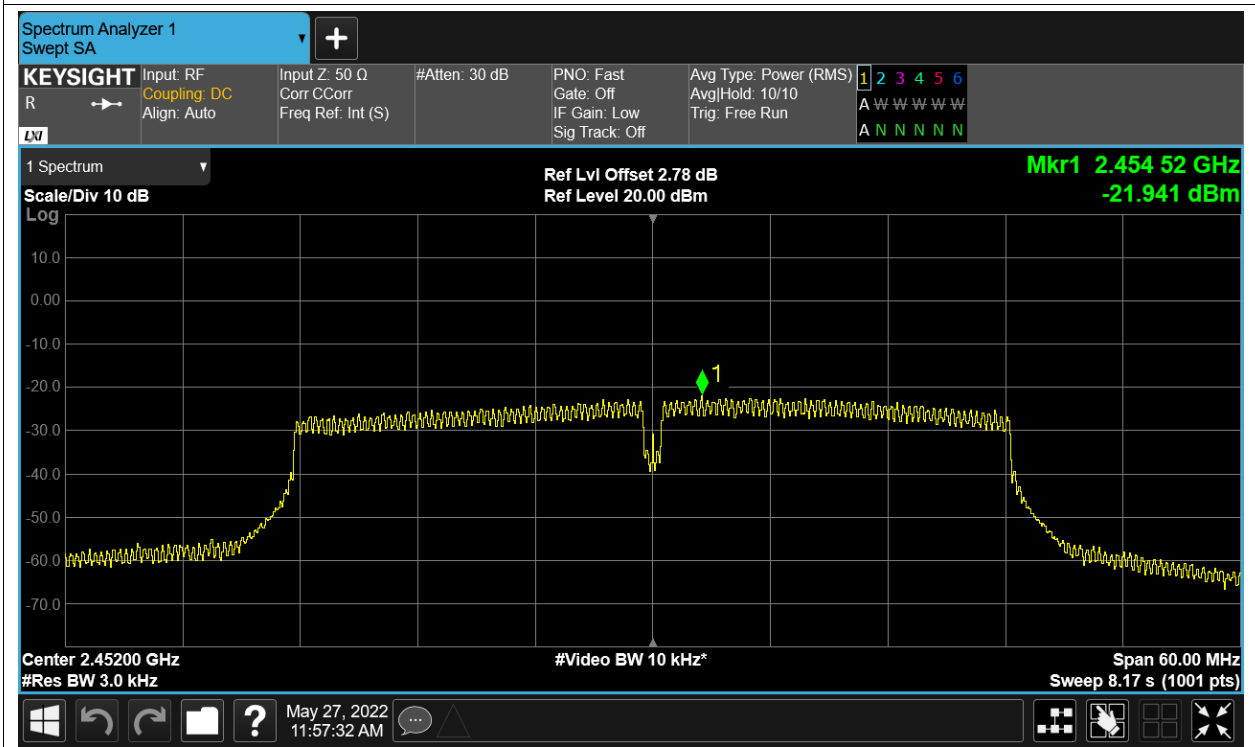 Spectrum Analyzer 1
Swept SA
+
KEYSIGHT
R
LXI
Input: RF
Coupling: DC
Align: Auto
Input Z: 50 Ω
Corr CCorr
Freq Ref: Int (S)
#Atten: 30 dB
PNO: Fast
Gate: Off
IF Gain: Low
Sig Track: Off
Avg Type: Power (RMS)
Avg|Hold: 10/10
Trig: Free Run
1 2 3 4 5 6
A W W W W W
A N N N N N
1 Spectrum
Scale/Div 10 dB
Log
Ref Lvl Offset 2.78 dB
Ref Level 20.00 dBm
Mkr1 2.454 52 GHz
-21.941 dBm
10.0
0.00
-10.0
-20.0
-30.0
-40.0
-50.0
-60.0
-70.0
1
Center 2.45200 GHz
#Res BW 3.0 kHz
#Video BW 10 kHz*
Span 60.00 MHz
Sweep 8.17 s (1001 pts)
?
May 27, 2022
11:57:32 AM